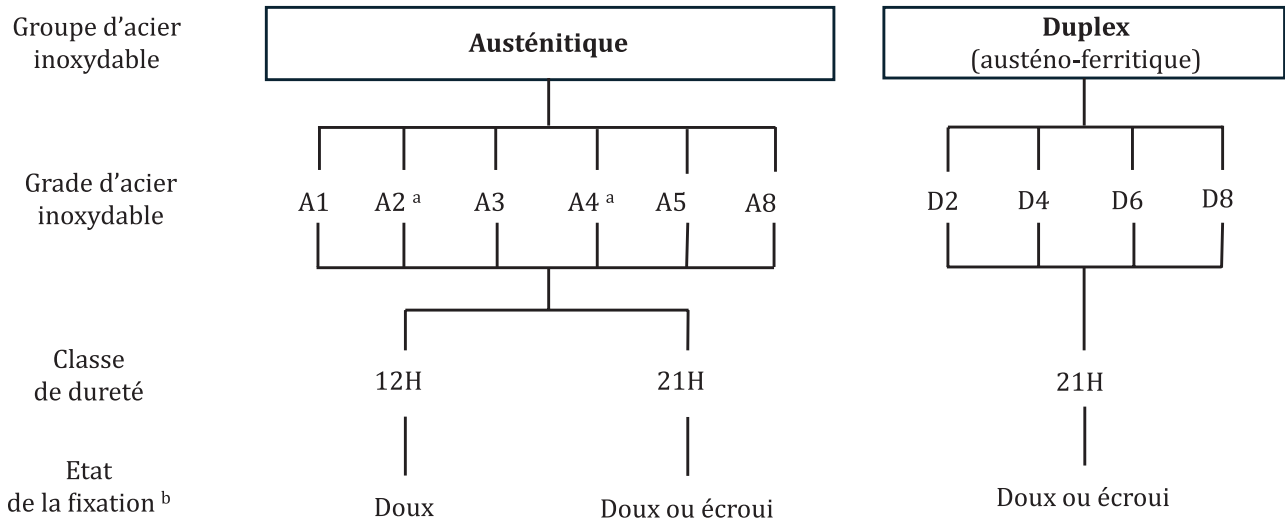 Groupe d’acier
inoxydable
Austénitique
Duplex
(austéno-ferritique)
Grade d’acier
inoxydable
A1 A2 ᵃ A3 A4 ᵃ A5 A8
D2 D4 D6 D8
Classe
de dureté
12H 21H 21H
Etat
de la fixation ᵇ
Doux Doux ou écroui Doux ou écroui